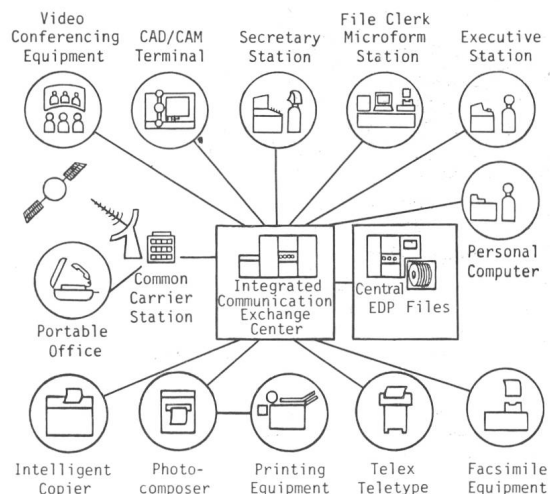 Video
Conferencing
Equipment
CAD/CAM
Terminal
Secretary
Station
File Clerk
Microform
Station
Executive
Station
Personal
Computer
Common
Carrier
Station
Portable
Office
Integrated
Communication
Exchange
Center
Central
EDP Files
Intelligent
Copier
Photo-
composer
Printing
Equipment
Telex
Teletype
Facsimile
Equipment